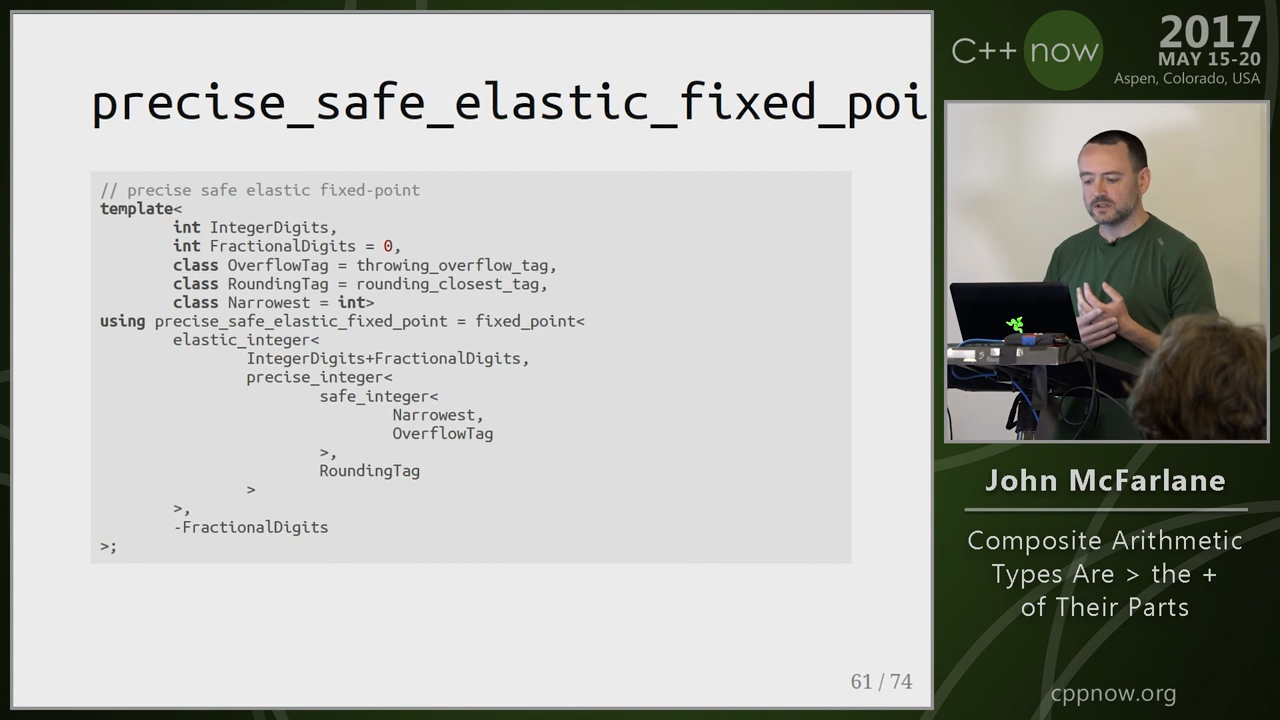 precise_safe_elastic_fixed_poi
// precise safe elastic fixed-point
template<
int IntegerDigits,
int FractionalDigits = 0,
class OverflowTag = throwing_overflow_tag,
class RoundingTag = rounding_closest_tag,
class Narrowest = int>
using precise_safe_elastic_fixed_point = fixed_point<
elastic_integer<
IntegerDigits+FractionalDigits,
precise_integer<
safe_integer<
Narrowest,
OverflowTag
>,
RoundingTag
>
>,
-FractionalDigits
>;
61 / 74
C++ now
2017
MAY 15-20
Aspen, Colorado, USA
John McFarlane
Composite Arithmetic
Types Are > the +
of Their Parts
cppnow.org